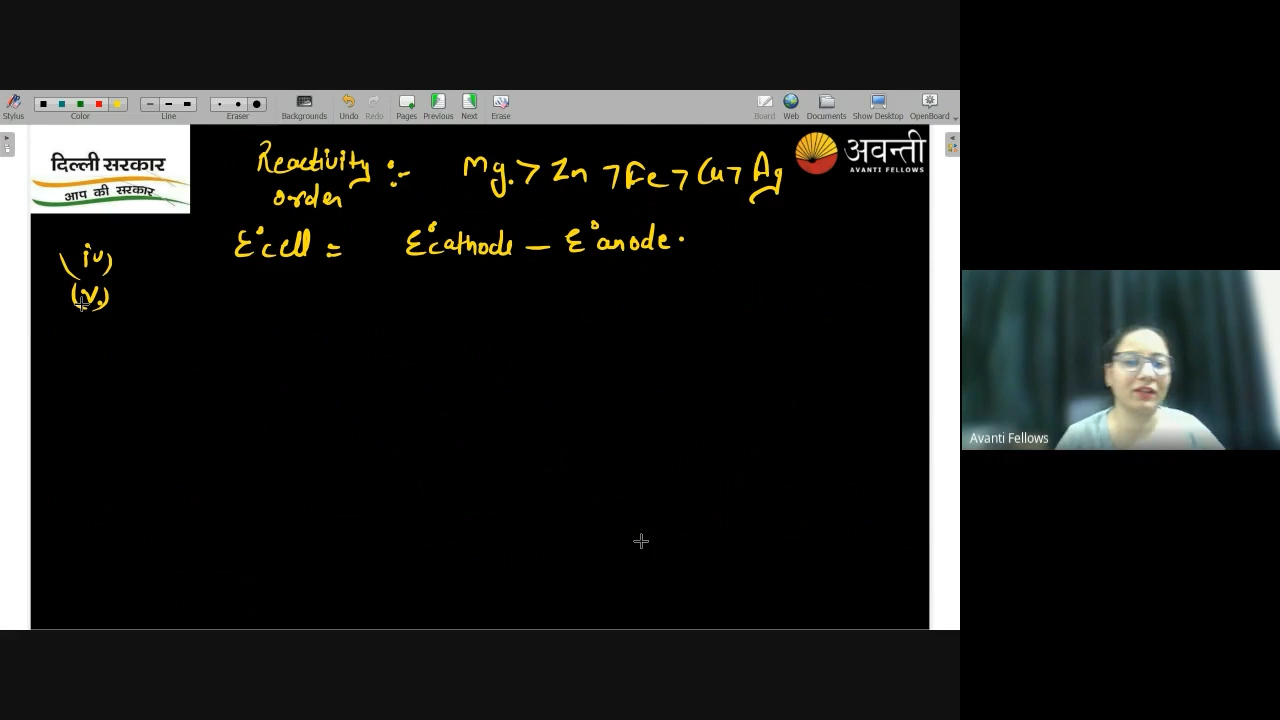 Stylus
Color
Line
Eraser
Backgrounds
Undo
Redo
Pages
Previous
Next
Erase
Board
Web
Documents
Show Desktop
OpenBoard
दिल्ली सरकार
आप की सरकार
अवन्ती
AVANTI FELLOWS
Reactivity order :- Mg. > Zn > Fe > Cu > Ag
E°cell = E°cathode — E°anode.
(iv)
(v.)
Avanti Fellows